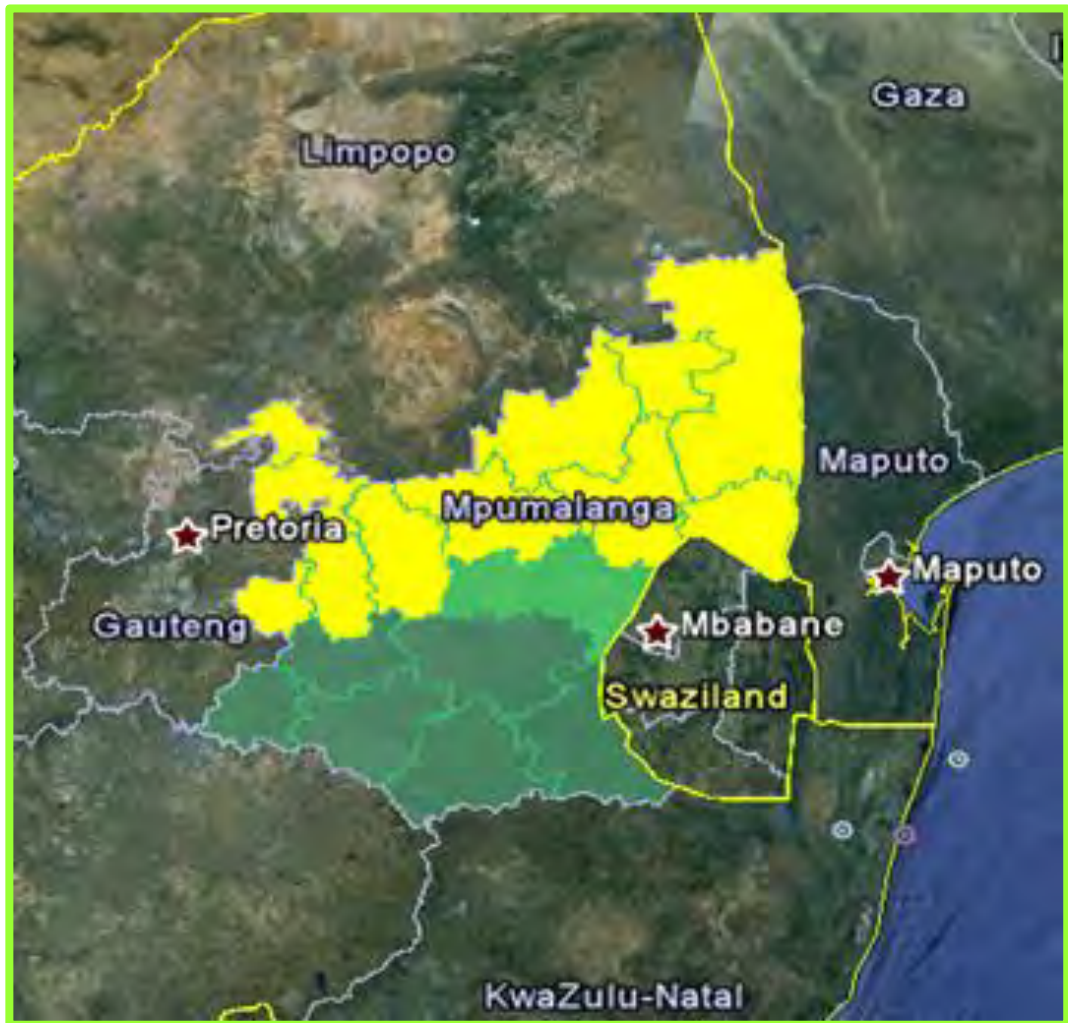 Gaza
Limpopo
Maputo
Mpumalanga
Pretoria
Maputo
Gauteng
Mbabane
Swaziland
KwaZulu-Natal